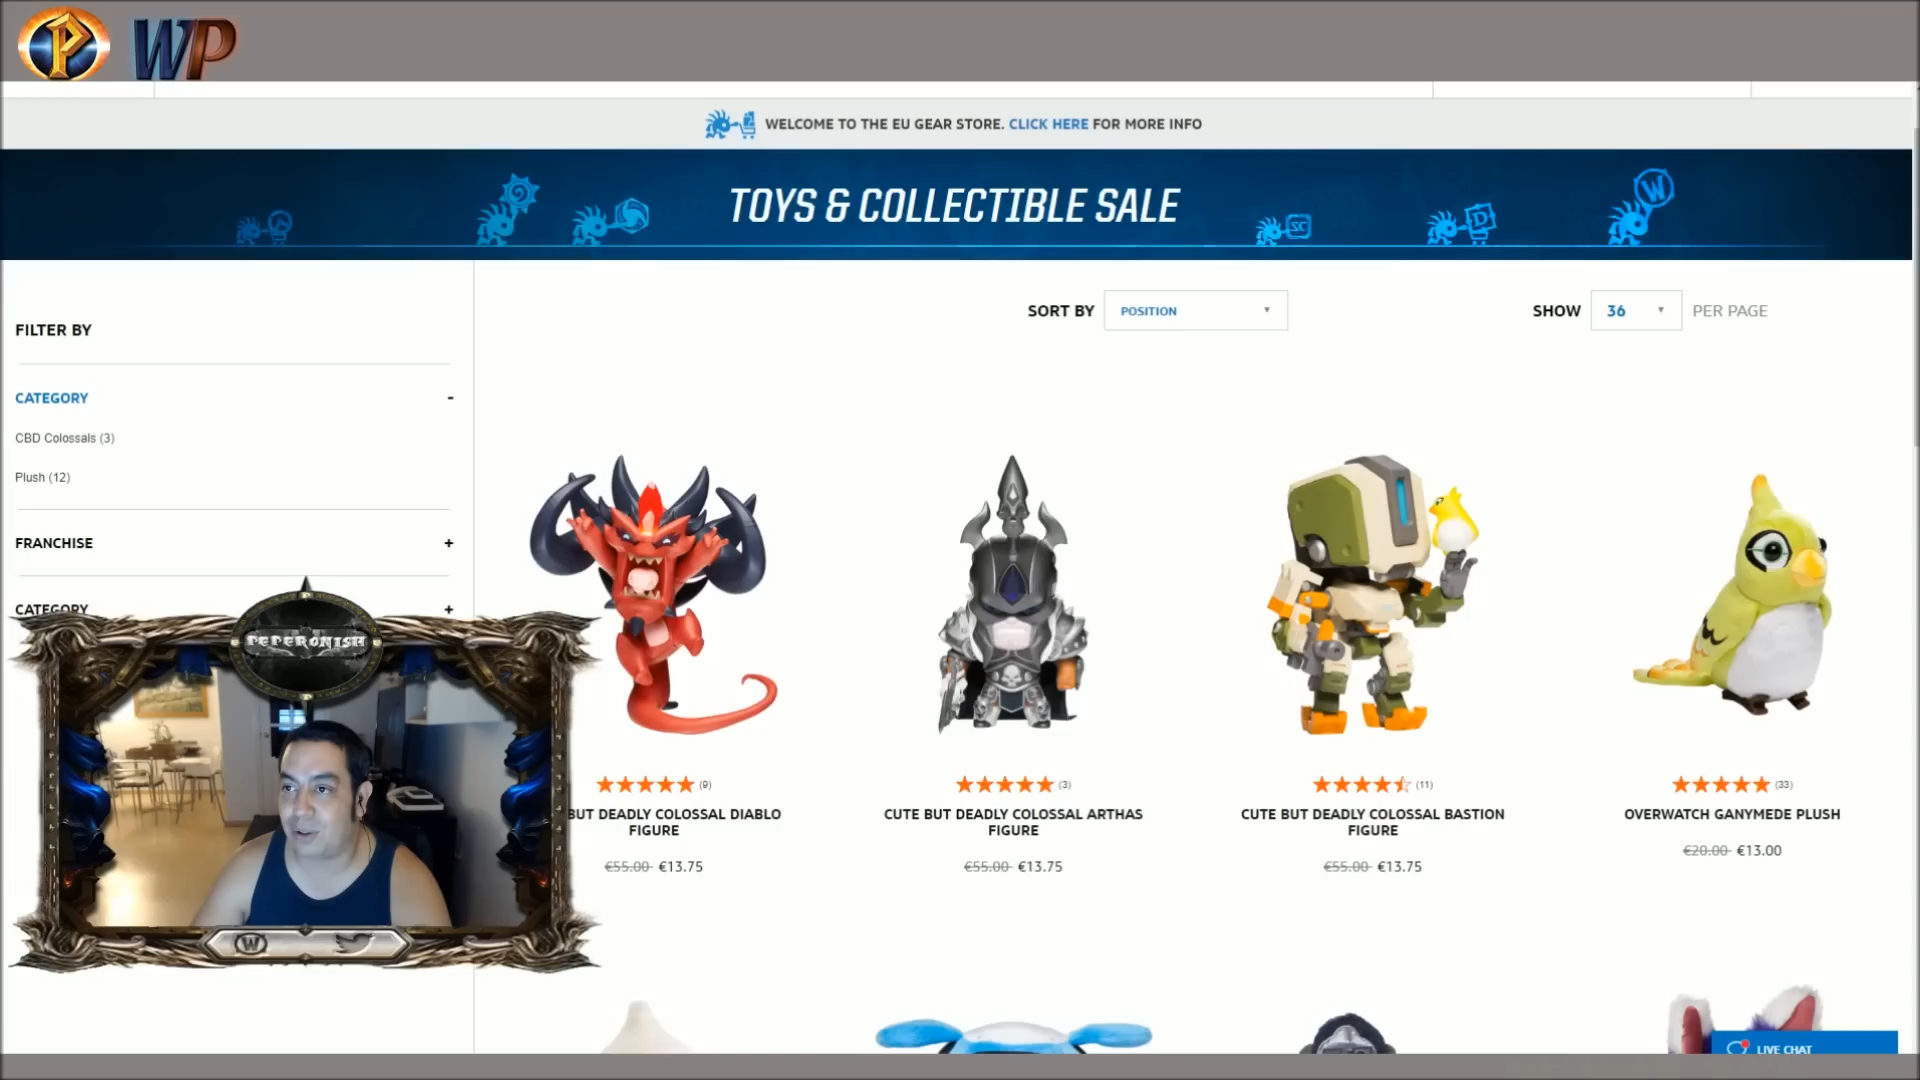 P WP
WELCOME TO THE EU GEAR STORE. CLICK HERE FOR MORE INFO
TOYS & COLLECTIBLE SALE
SC
D
W
SORT BY POSITION
SHOW 36 PER PAGE
FILTER BY
CATEGORY -
CBD Colossals (3)
Plush (12)
FRANCHISE +
CATEGORY +
PEPERONISH
W
(9)
BUT DEADLY COLOSSAL DIABLO
FIGURE
€55.00 €13.75
(3)
CUTE BUT DEADLY COLOSSAL ARTHAS
FIGURE
€55.00 €13.75
(11)
CUTE BUT DEADLY COLOSSAL BASTION
FIGURE
€55.00 €13.75
(33)
OVERWATCH GANYMEDE PLUSH
€20.00 €13.00
LIVE CHAT